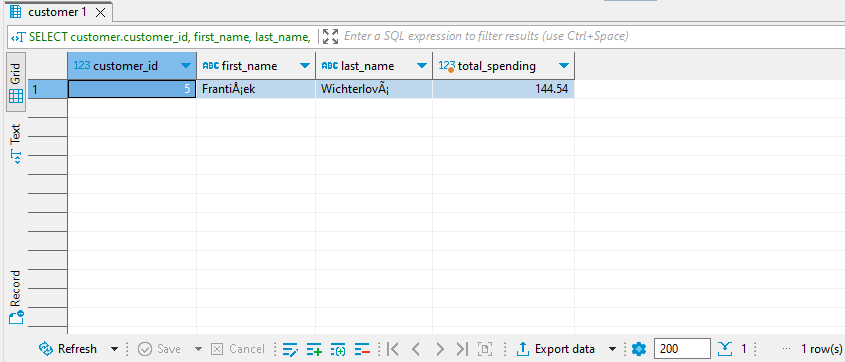 customer 1
SELECT customer.customer_id, first_name, last_name, Enter a SQL expression to filter results (use Ctrl+Space)
Grid
Text
Record
123 customer_id ABC first_name ABC last_name 123 total_spending
1 5 FrantiÅ¡ek WichterlovÃ¡ 144.54
Refresh Save Cancel Export data 200 1 ... 1 row(s)